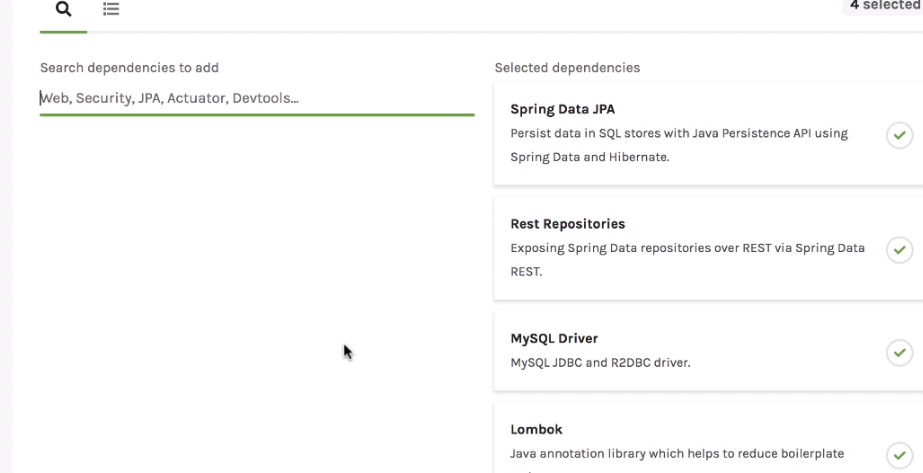 4 selected
Search dependencies to add
Web, Security, JPA, Actuator, Devtools...
Selected dependencies
Spring Data JPA
Persist data in SQL stores with Java Persistence API using
Spring Data and Hibernate.
Rest Repositories
Exposing Spring Data repositories over REST via Spring Data
REST.
MySQL Driver
MySQL JDBC and R2DBC driver.
Lombok
Java annotation library which helps to reduce boilerplate